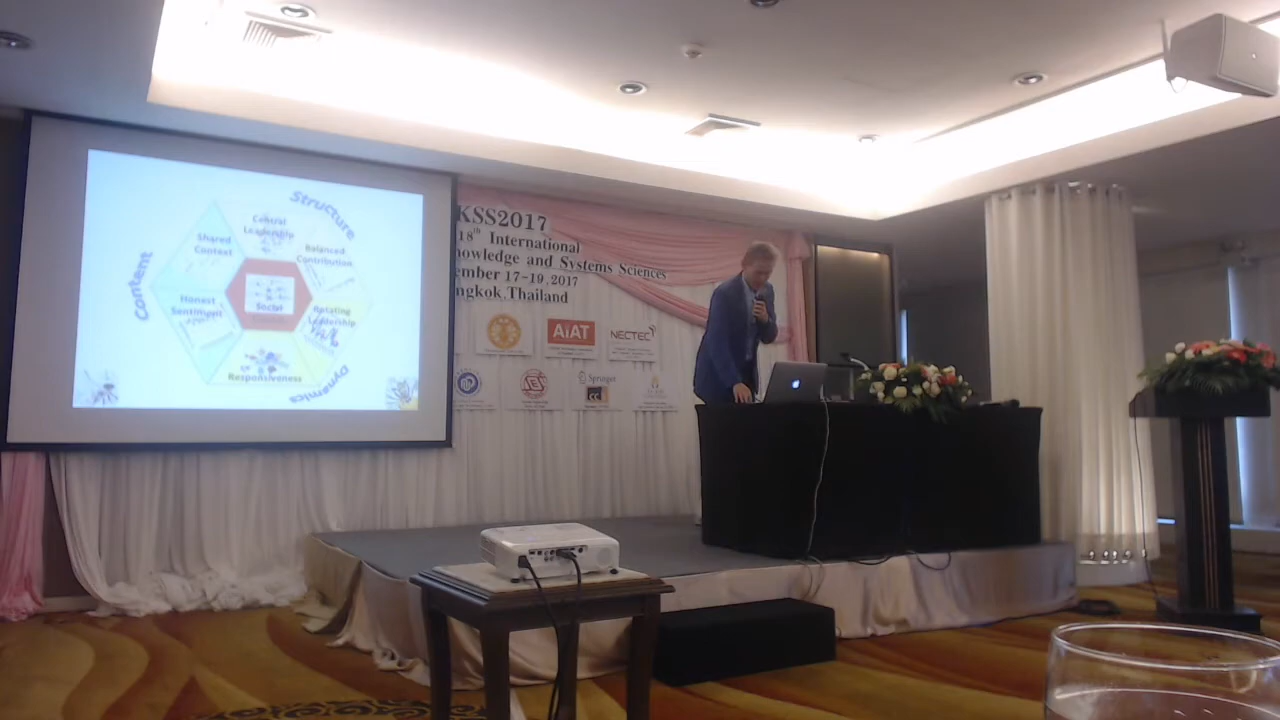 Structure
Central
Leadership
Shared
Context
Balanced
Contribution
Content
Honest
Sentiment
Social
Rotating
Leadership
Responsiveness
Dynamics
KSS2017
18th International
nowledge and Systems Sciences
ember 17-19, 2017
ngkok, Thailand
AiAT
NECTEC
Springer